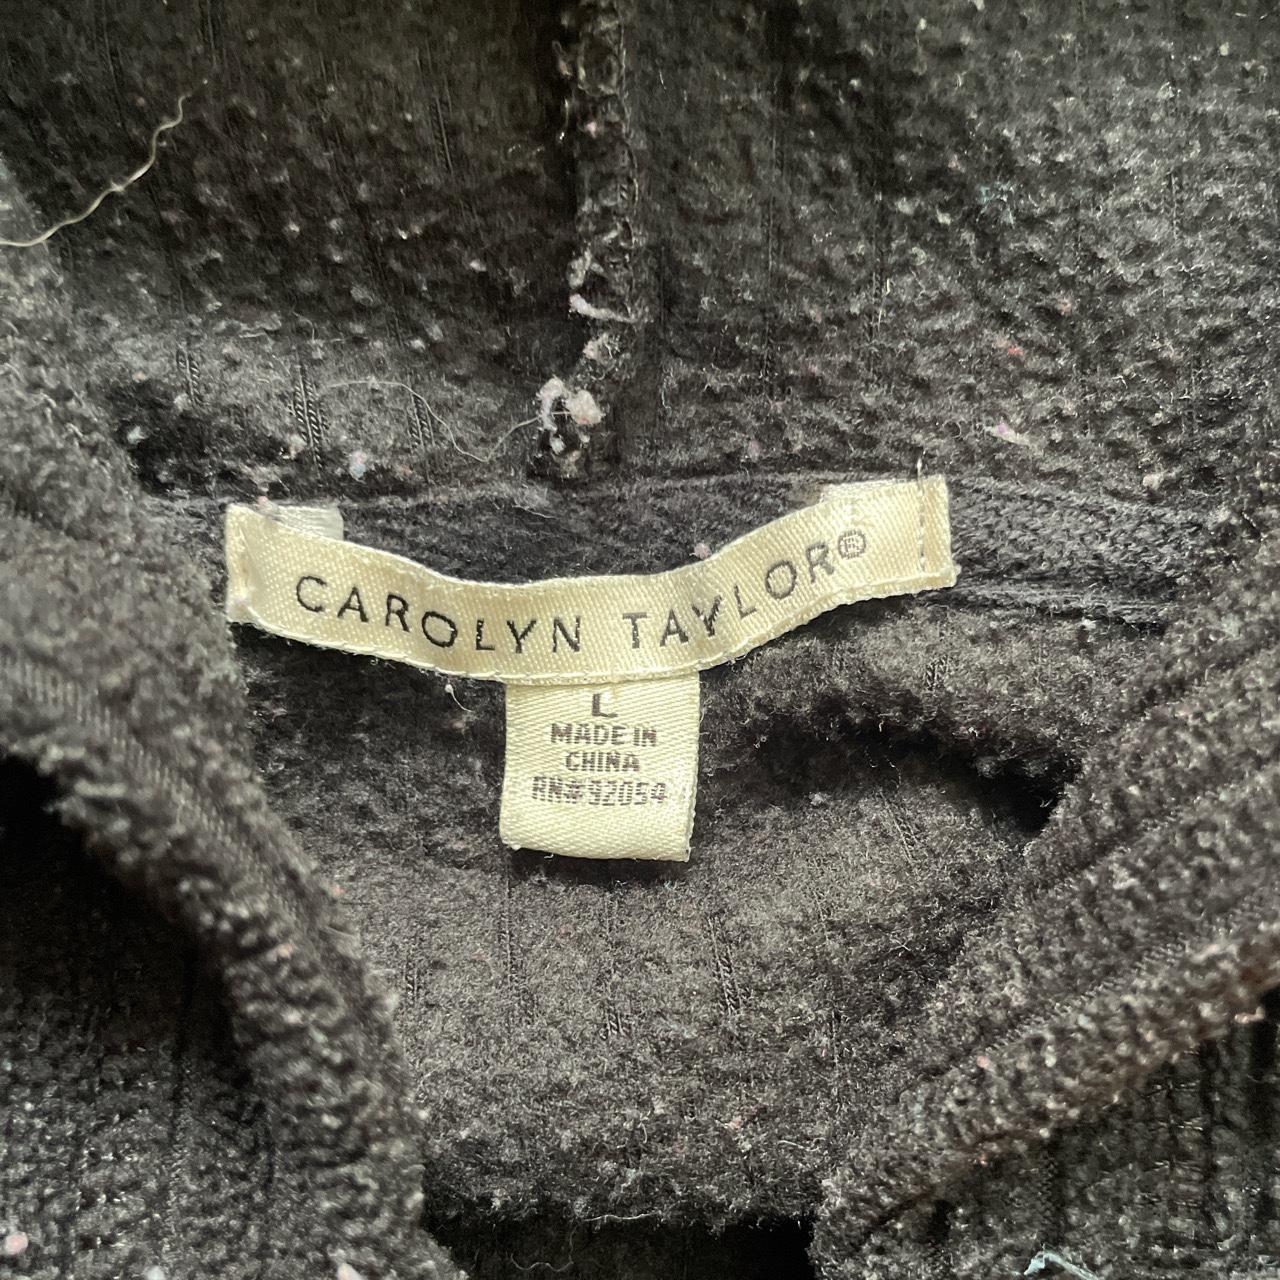 CAROLYN TAYLOR®
L
MADE IN
CHINA
RN#92054